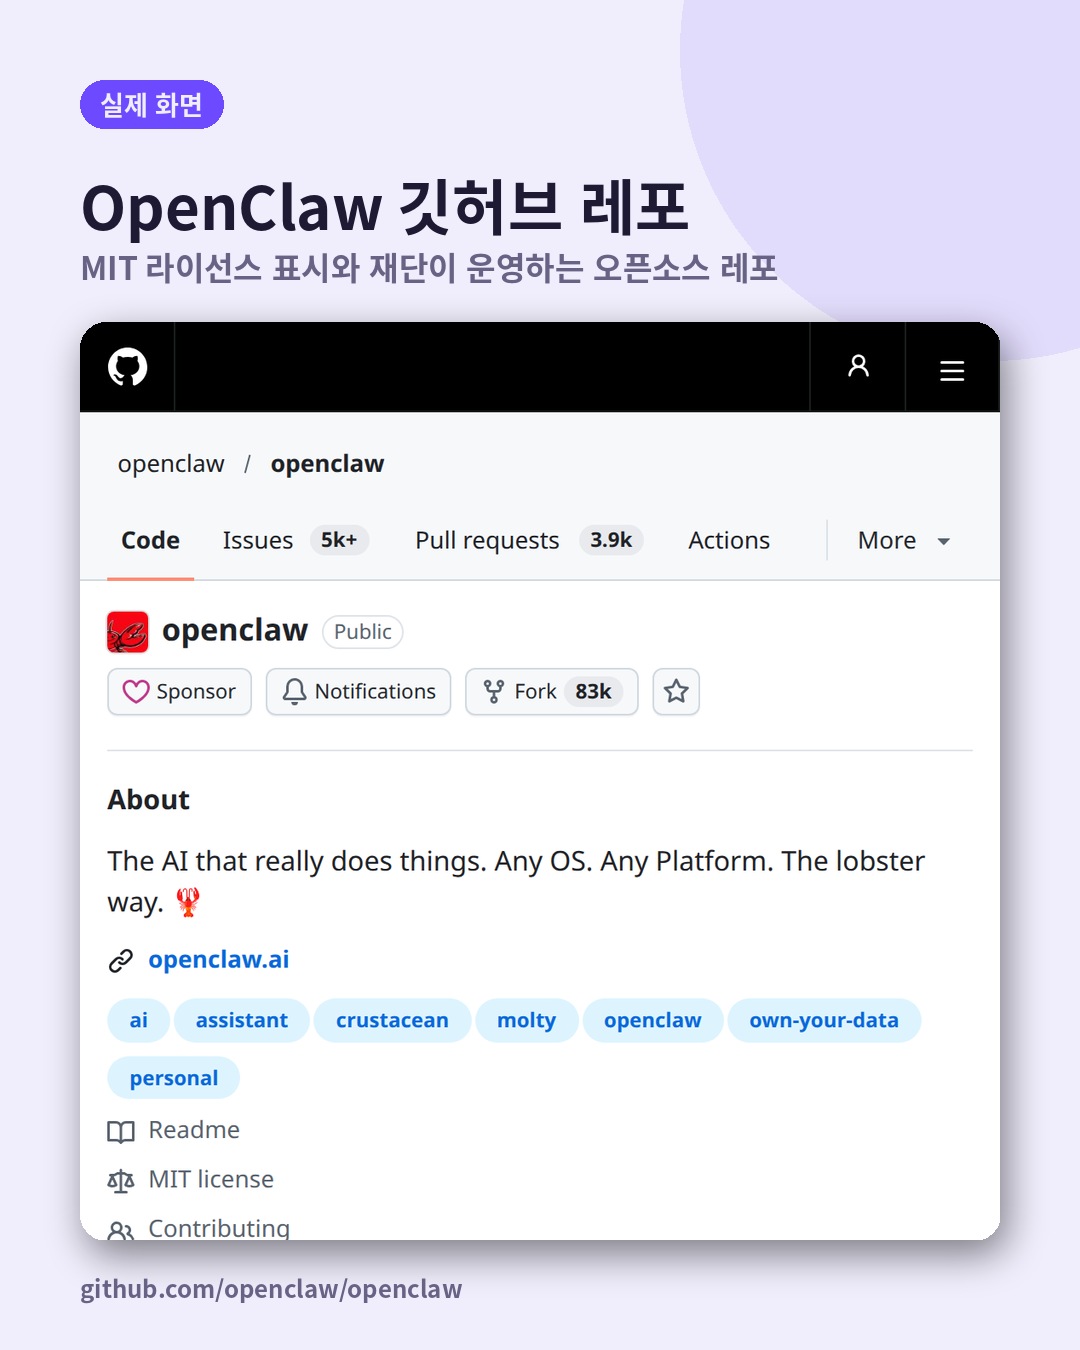 실제 화면
OpenClaw 깃허브 레포
MIT 라이선스 표시와 재단이 운영하는 오픈소스 레포
openclaw / openclaw
Code Issues 5k+ Pull requests 3.9k Actions More
openclaw Public
Sponsor Notifications Fork 83k
About
The AI that really does things. Any OS. Any Platform. The lobster
way. 🦞
openclaw.ai
ai assistant crustacean molty openclaw own-your-data
personal
Readme
MIT license
Contributing
github.com/openclaw/openclaw